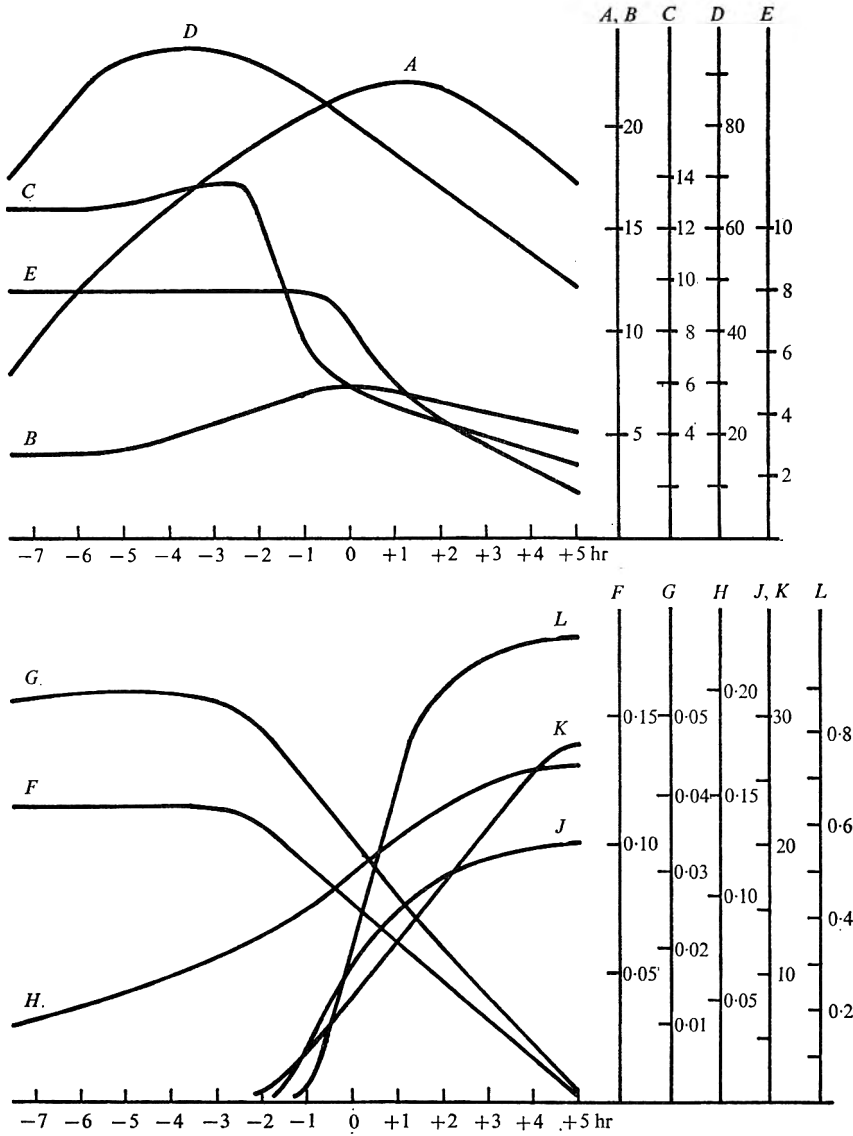 A, B C D E
D
A
20 80
C
14
15 12 60 10
E
10
8
10 8 40
6
6
B
5 4 20
4
2
−7 −6 −5 −4 −3 −2 −1 0 +1 +2 +3 +4 +5 hr
F G H J, K L
L
G.
0·20
K
0·15 0·05 30
0·8
F
0·04 0·15
J
0·10 20
0·6
0·03
0·10
0·4
0·02
H.
0·05 10
0·05
0·2
0·01
−7 −6 −5 −4 −3 −2 −1 0 +1 +2 +3 +4 +5 hr